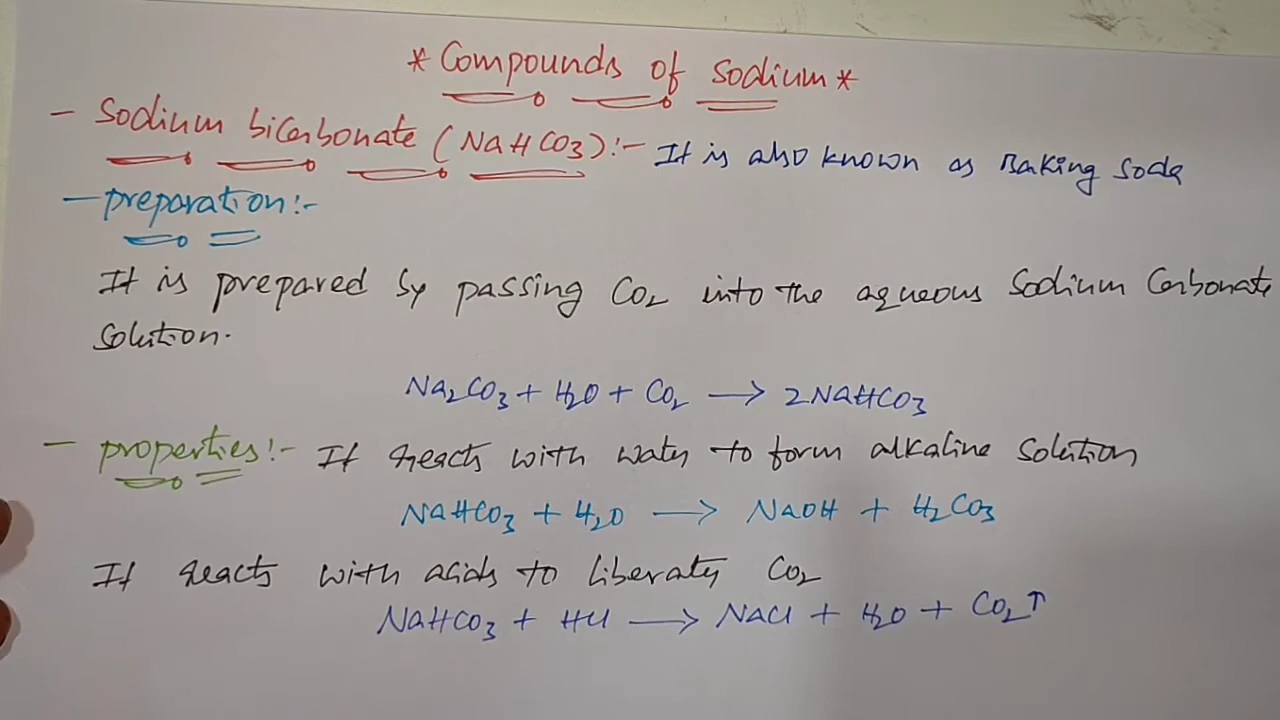 * Compounds of Sodium *
- Sodium bicarbonate (NaHCO3):- It is also known as Baking Soda
- preparation:-
It is prepared by passing CO2 into the aqueous Sodium Carbonate
Solution.
Na2CO3 + H2O + CO2 → 2NaHCO3
- properties:- It reacts with water to form alkaline Solution
NaHCO3 + H2O → NaOH + H2CO3
It reacts with acids to liberate CO2
NaHCO3 + HCl → NaCl + H2O + CO2↑